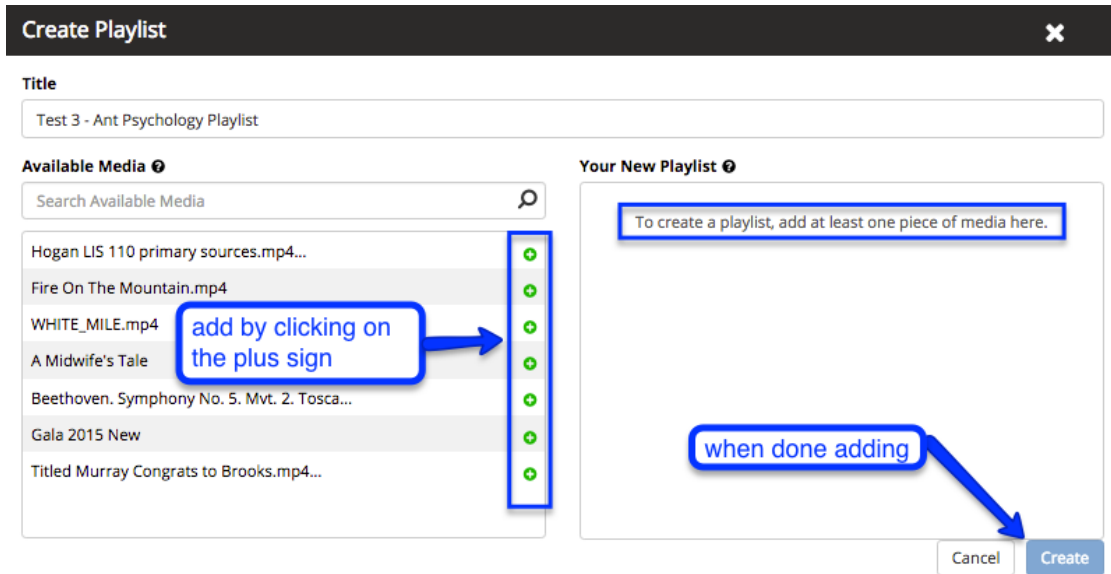 Create Playlist
Title
Test 3 - Ant Psychology Playlist
Available Media
Search Available Media
Hogan LIS 110 primary sources.mp4...
Fire On The Mountain.mp4
WHITE_MILE.mp4
A Midwife's Tale
Beethoven. Symphony No. 5. Mvt. 2. Tosca...
Gala 2015 New
Titled Murray Congrats to Brooks.mp4...
add by clicking on
the plus sign
Your New Playlist
To create a playlist, add at least one piece of media here.
when done adding
Cancel
Create